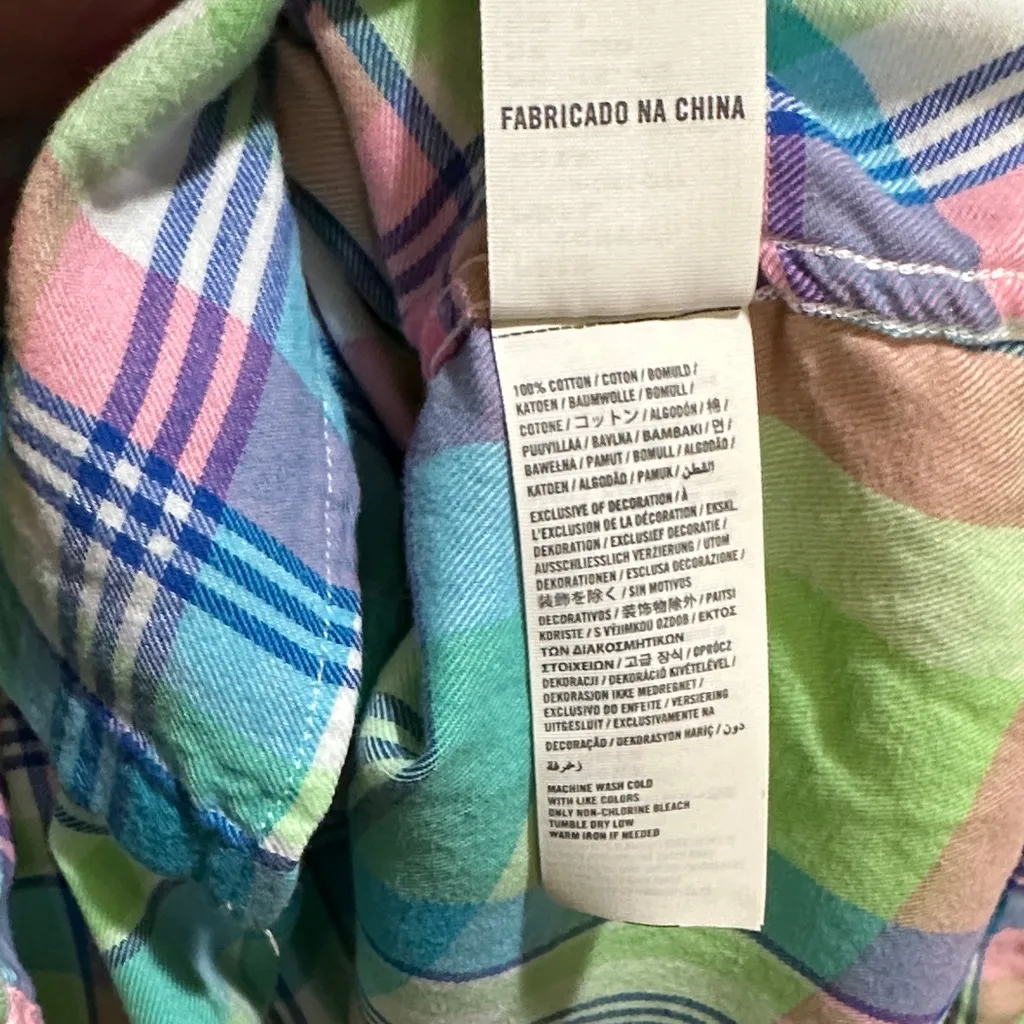 FABRICADO NA CHINA
100% COTTON / COTON / BOMULD /
KATOEN / BAUMWOLLE / BOMULL /
COTONE / コットン / ALGODÓN / 棉 /
PUUVILLAA / BAVLNA / BAMBAKI / 면 /
BAWEŁNA / PAMUT / BOMULL / ALGODÃO /
KATOEN / ALGODÃO / PAMUK / القطن
EXCLUSIVE OF DECORATION / À
L'EXCLUSION DE LA DÉCORATION / EKSKL.
DEKORATION / EXCLUSIEF DECORATIE /
AUSSCHLIESSLICH VERZIERUNG / UTOM
DEKORATIONEN / ESCLUSA DECORAZIONE /
装飾を除く / SIN MOTIVOS
DECORATIVOS / 装饰物除外 / PAITSI
KORISTE / S VÝJIMKOU OZDOB / ΕΚΤΟΣ
ΤΩΝ ΔΙΑΚΟΣΜΗΤΙΚΩΝ
ΣΤΟΙΧΕΙΩΝ / 고급 장식 / OPRÓCZ
DEKORACJI / DEKORÁCIÓ KIVÉTELÉVEL /
DEKORASJON IKKE MEDREGNET /
EXCLUSIVO DO ENFEITE / VERSIERING
UITGESLUIT / EXCLUSIVAMENTE NA
DECORAÇÃO / DEKORASYON HARIÇ / دون
زخرفة
MACHINE WASH COLD
WITH LIKE COLORS
ONLY NON-CHLORINE BLEACH
TUMBLE DRY LOW
WARM IRON IF NEEDED